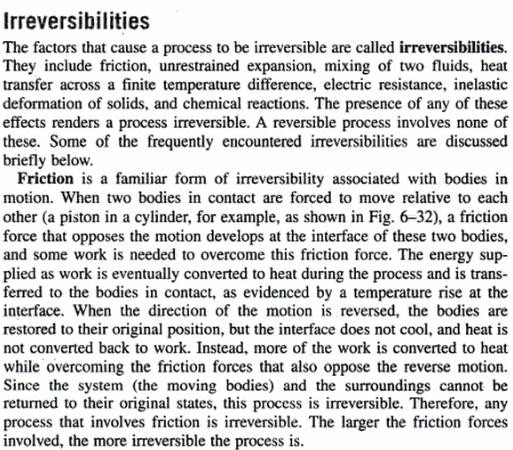 Irreversibilities
The factors that cause a process to be irreversible are called irreversibilities.
They include friction, unrestrained expansion, mixing of two fluids, heat
transfer across a finite temperature difference, electric resistance, inelastic
deformation of solids, and chemical reactions. The presence of any of these
effects renders a process irreversible. A reversible process involves none of
these. Some of the frequently encountered irreversibilities are discussed
briefly below.
Friction is a familiar form of irreversibility associated with bodies in
motion. When two bodies in contact are forced to move relative to each
other (a piston in a cylinder, for example, as shown in Fig. 6–32), a friction
force that opposes the motion develops at the interface of these two bodies,
and some work is needed to overcome this friction force. The energy sup-
plied as work is eventually converted to heat during the process and is trans-
ferred to the bodies in contact, as evidenced by a temperature rise at the
interface. When the direction of the motion is reversed, the bodies are
restored to their original position, but the interface does not cool, and heat is
not converted back to work. Instead, more of the work is converted to heat
while overcoming the friction forces that also oppose the reverse motion.
Since the system (the moving bodies) and the surroundings cannot be
returned to their original states, this process is irreversible. Therefore, any
process that involves friction is irreversible. The larger the friction forces
involved, the more irreversible the process is.